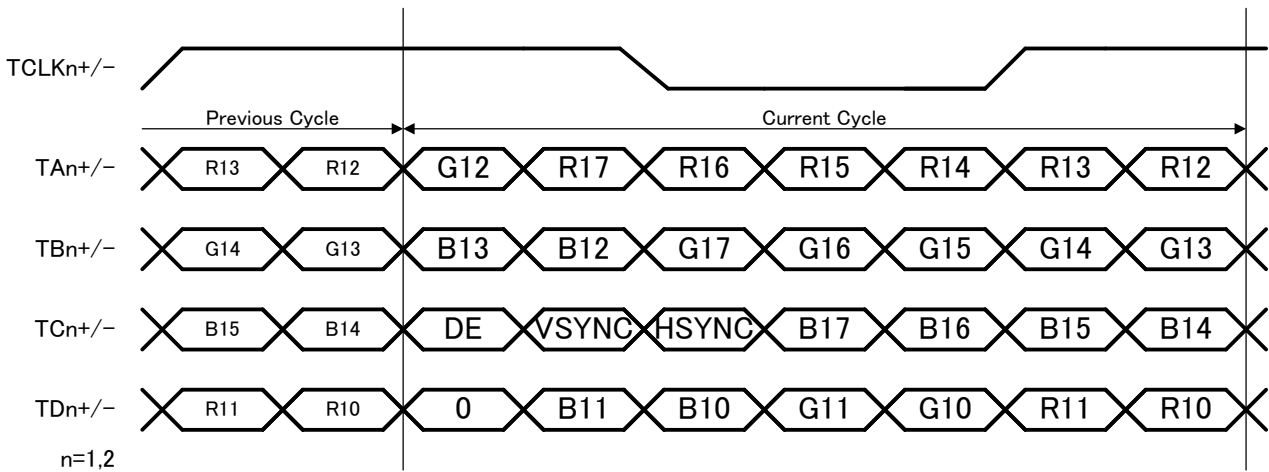 TCLKn+/-
Previous Cycle Current Cycle
TAn+/- R13 R12 G12 R17 R16 R15 R14 R13 R12
TBn+/- G14 G13 B13 B12 G17 G16 G15 G14 G13
TCn+/- B15 B14 DE VSYNC HSYNC B17 B16 B15 B14
TDn+/- R11 R10 0 B11 B10 G11 G10 R11 R10
n=1,2